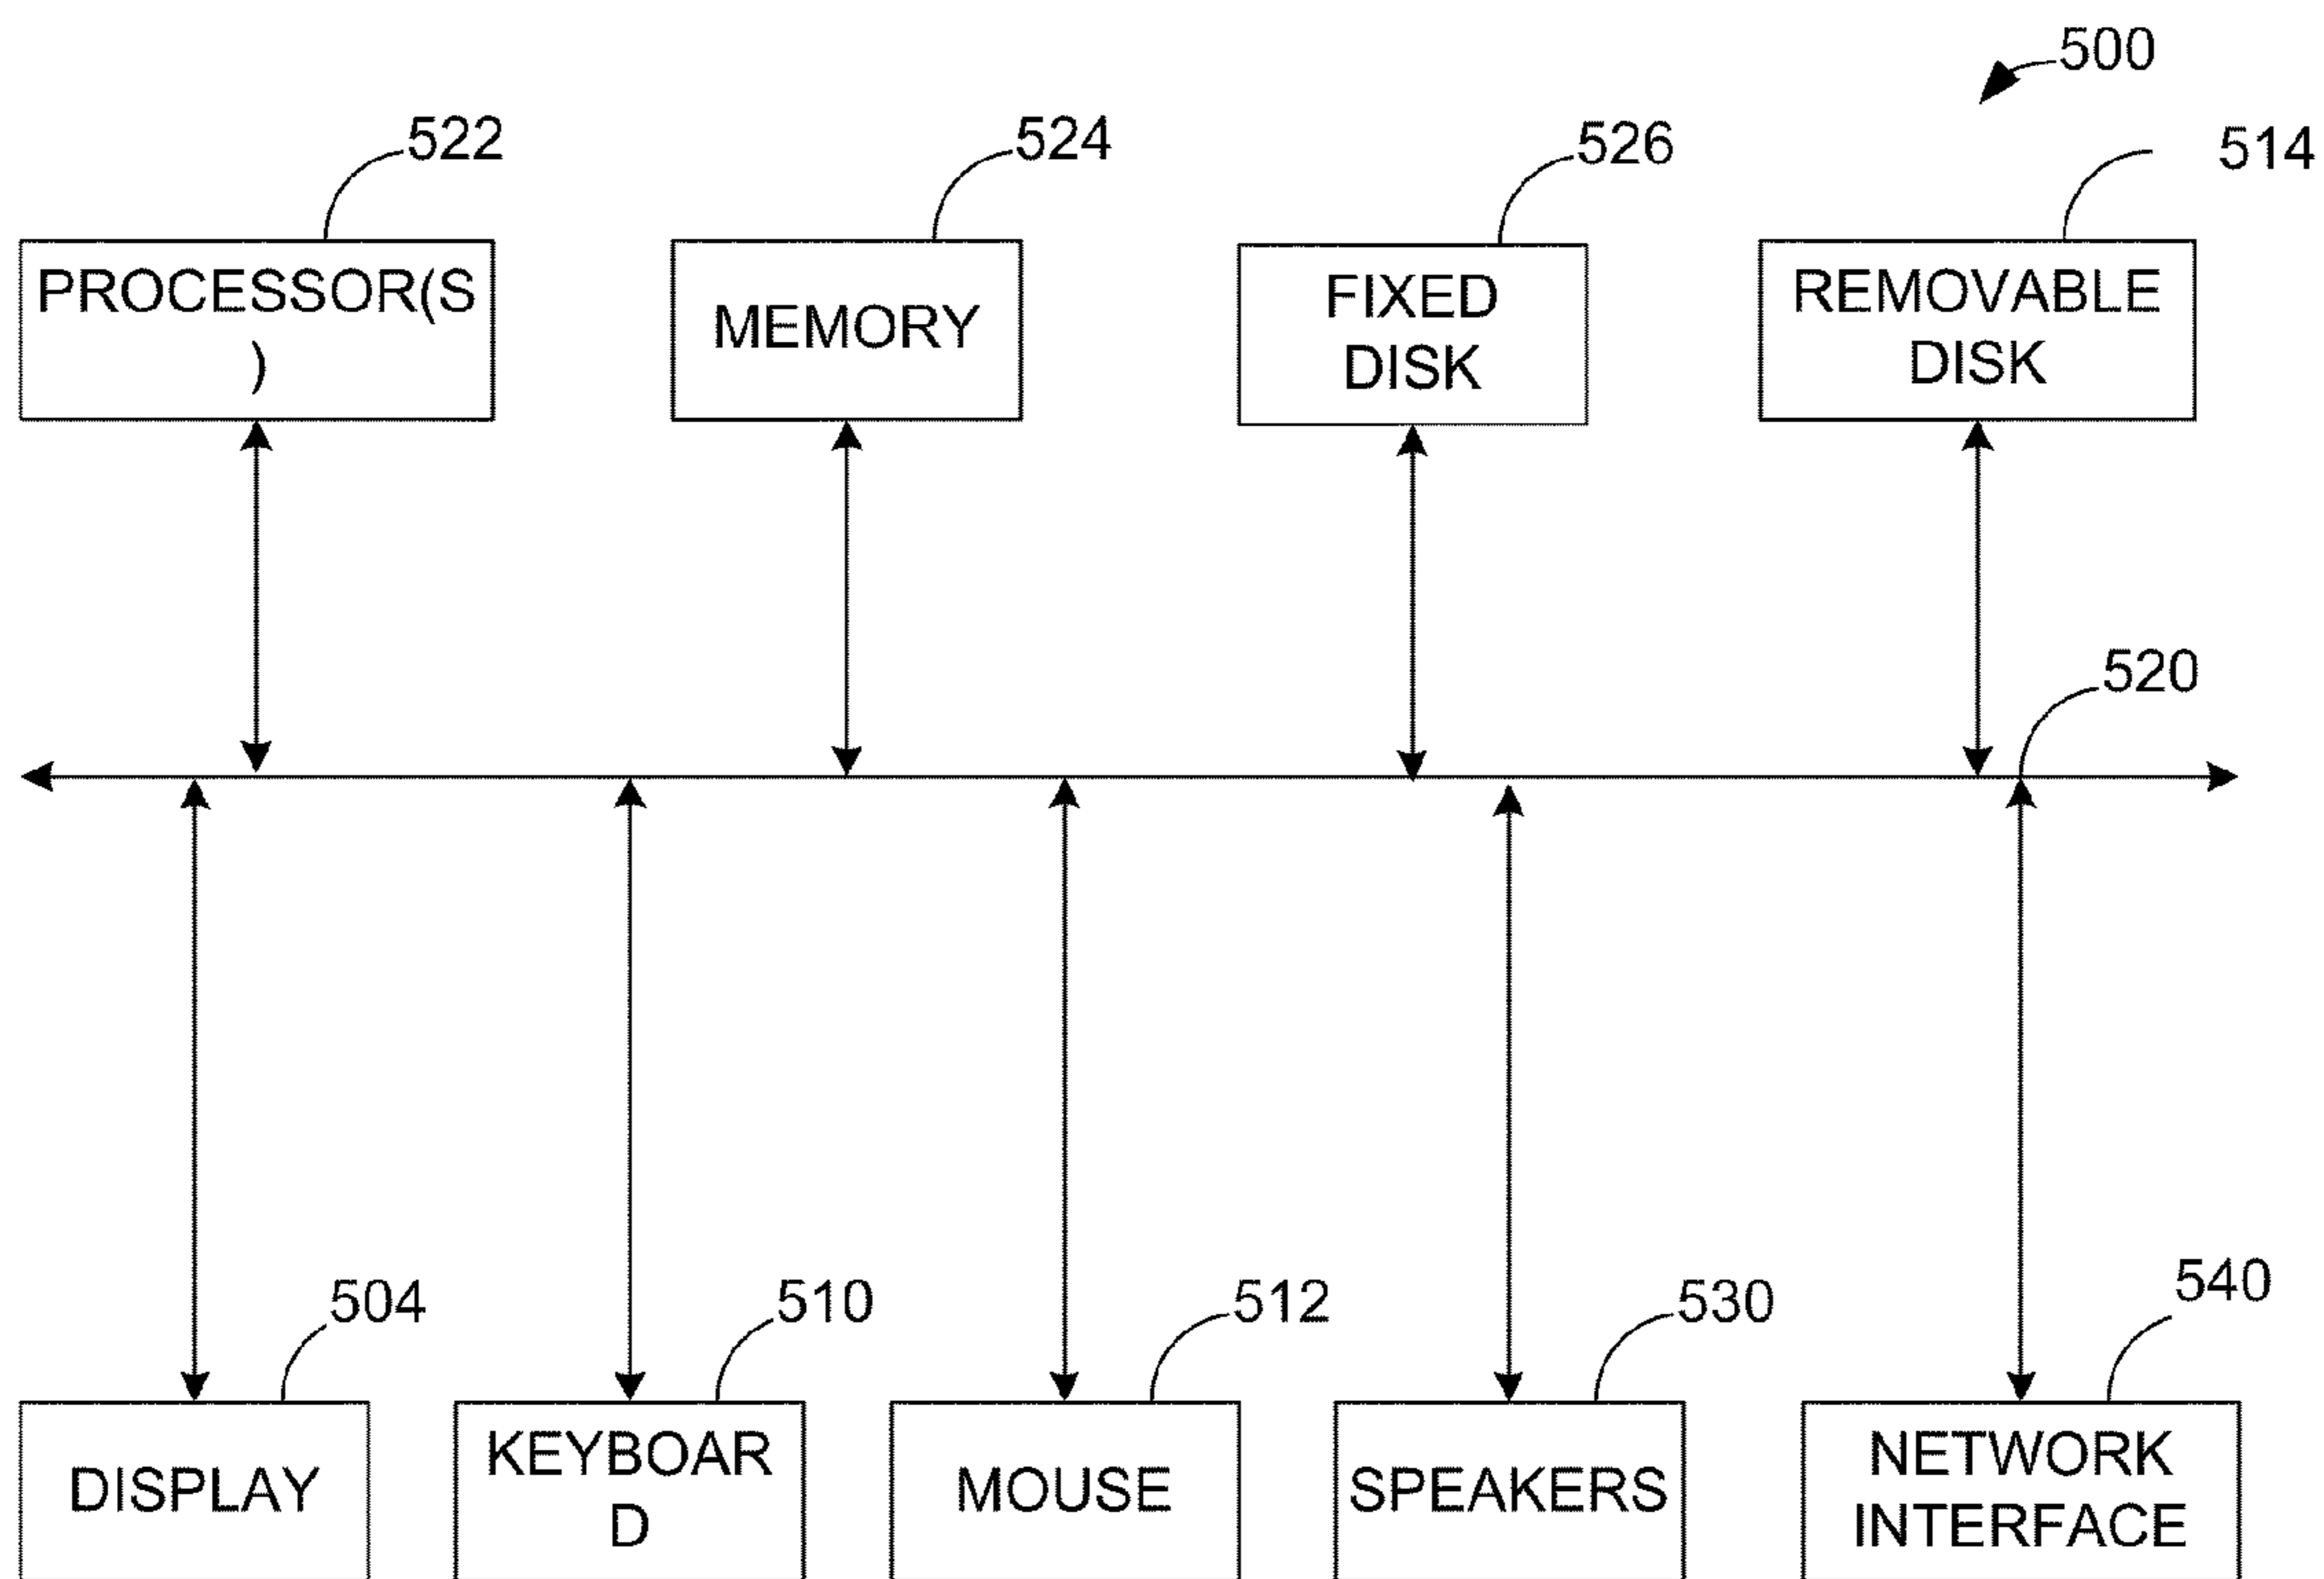 500
522
524
526
514
PROCESSOR(S
)
MEMORY
FIXED
DISK
REMOVABLE
DISK
520
504
510
512
530
540
DISPLAY
KEYBOAR
D
MOUSE
SPEAKERS
NETWORK
INTERFACE